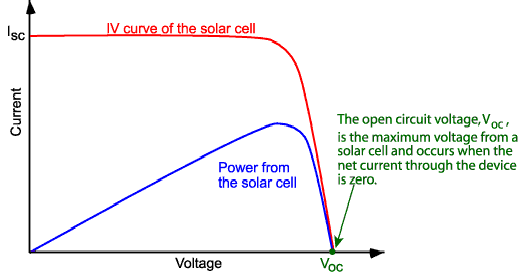 IV curve of the solar cell
ISC
Current
The open circuit voltage, VOC,
is the maximum voltage from a
solar cell and occurs when the
net current through the device
is zero.
Power from
the solar cell
Voltage
VOC